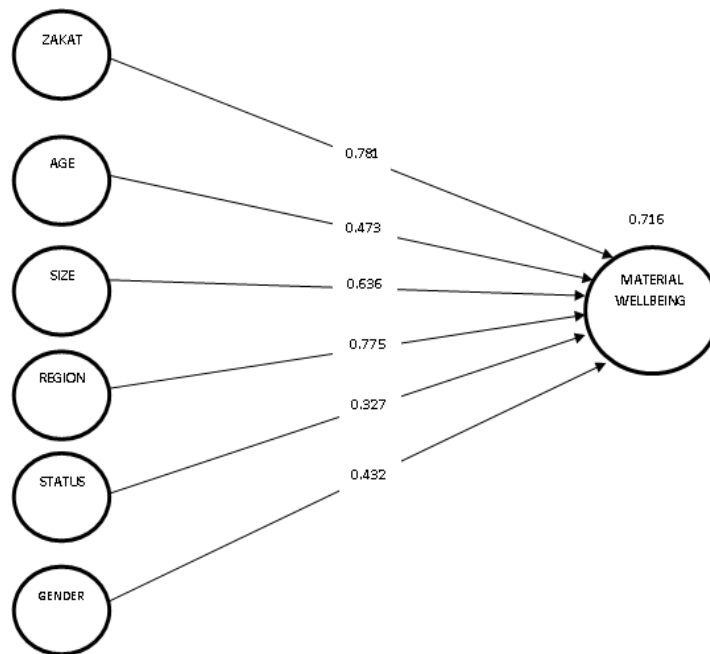 ZAKAT
0.781
AGE
0.473
0.716
SIZE
0.636
MATERIAL
WELLBEING
REGION
0.775
STATUS
0.327
GENDER
0.432